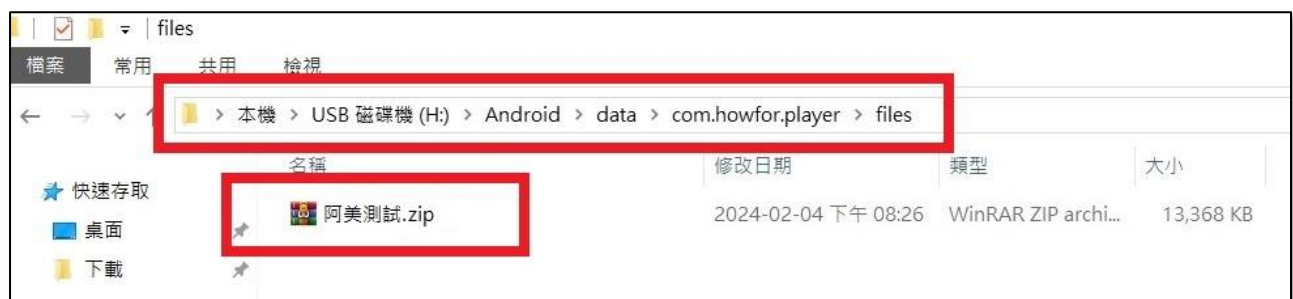 files
檔案 常用 共用 檢視
本機 > USB 磁碟機 (H:) > Android > data > com.howfor.player > files
名稱 修改日期 類型 大小
快速存取
阿美測試.zip 2024-02-04 下午 08:26 WinRAR ZIP archi... 13,368 KB
桌面
下載